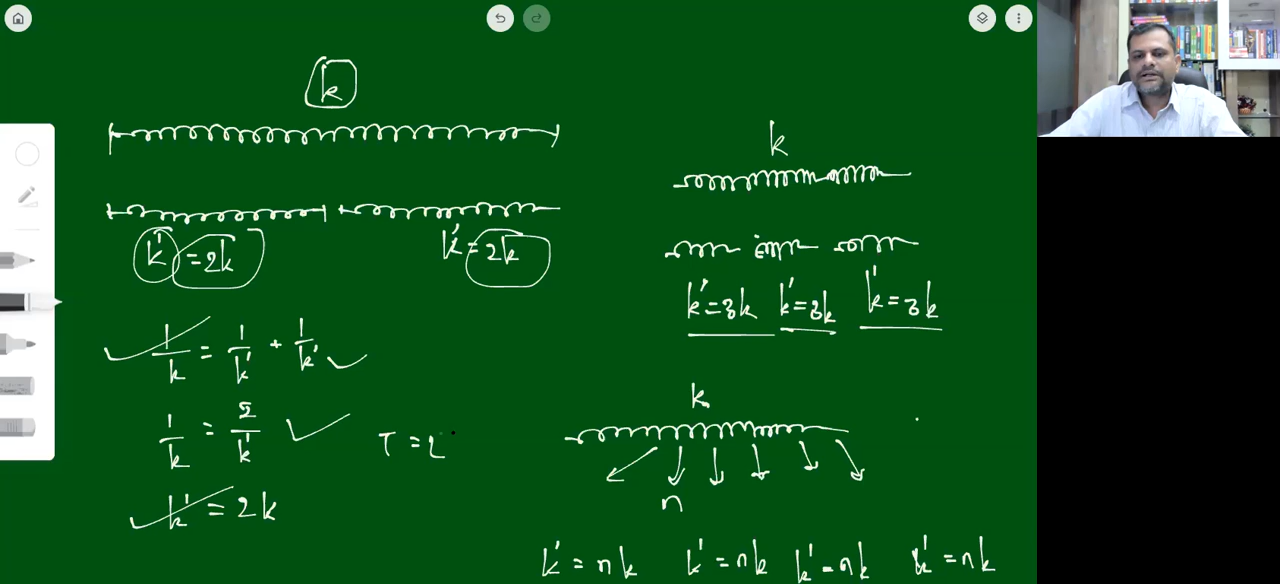 k
k' = 2k
k' = 2k
1/k = 1/k' + 1/k'
1/k = 2/k'
k' = 2k
T = 2
k
k' = 3k k' = 3k k' = 3k
k
n
k' = nk k' = nk k' = nk k' = nk